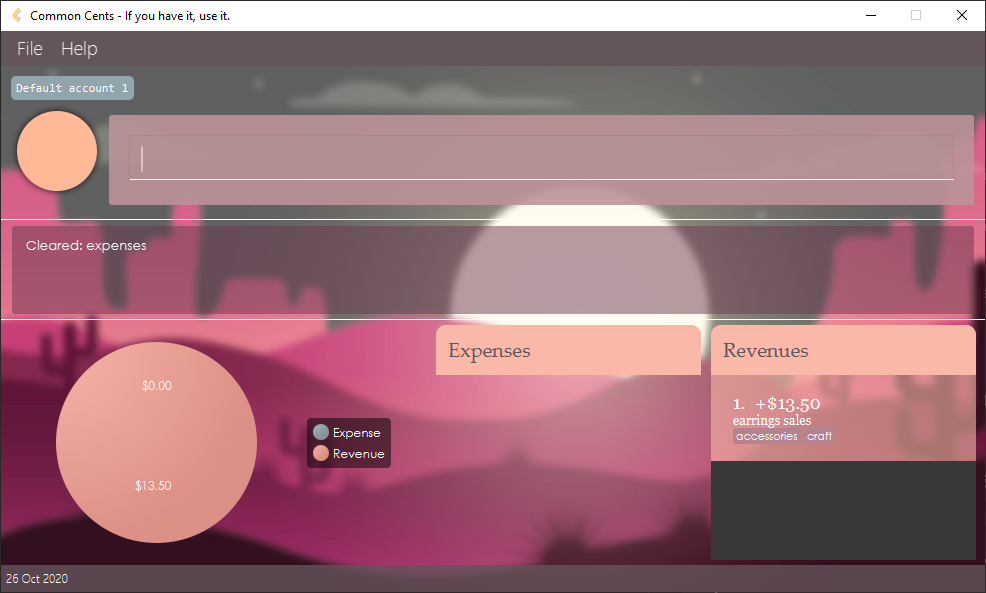 Common Cents - If you have it, use it.
File Help
Default account 1
Cleared: expenses
$0.00
$13.50
Expense
Revenue
Expenses
Revenues
1. +$13.50
earrings sales
accessories craft
26 Oct 2020